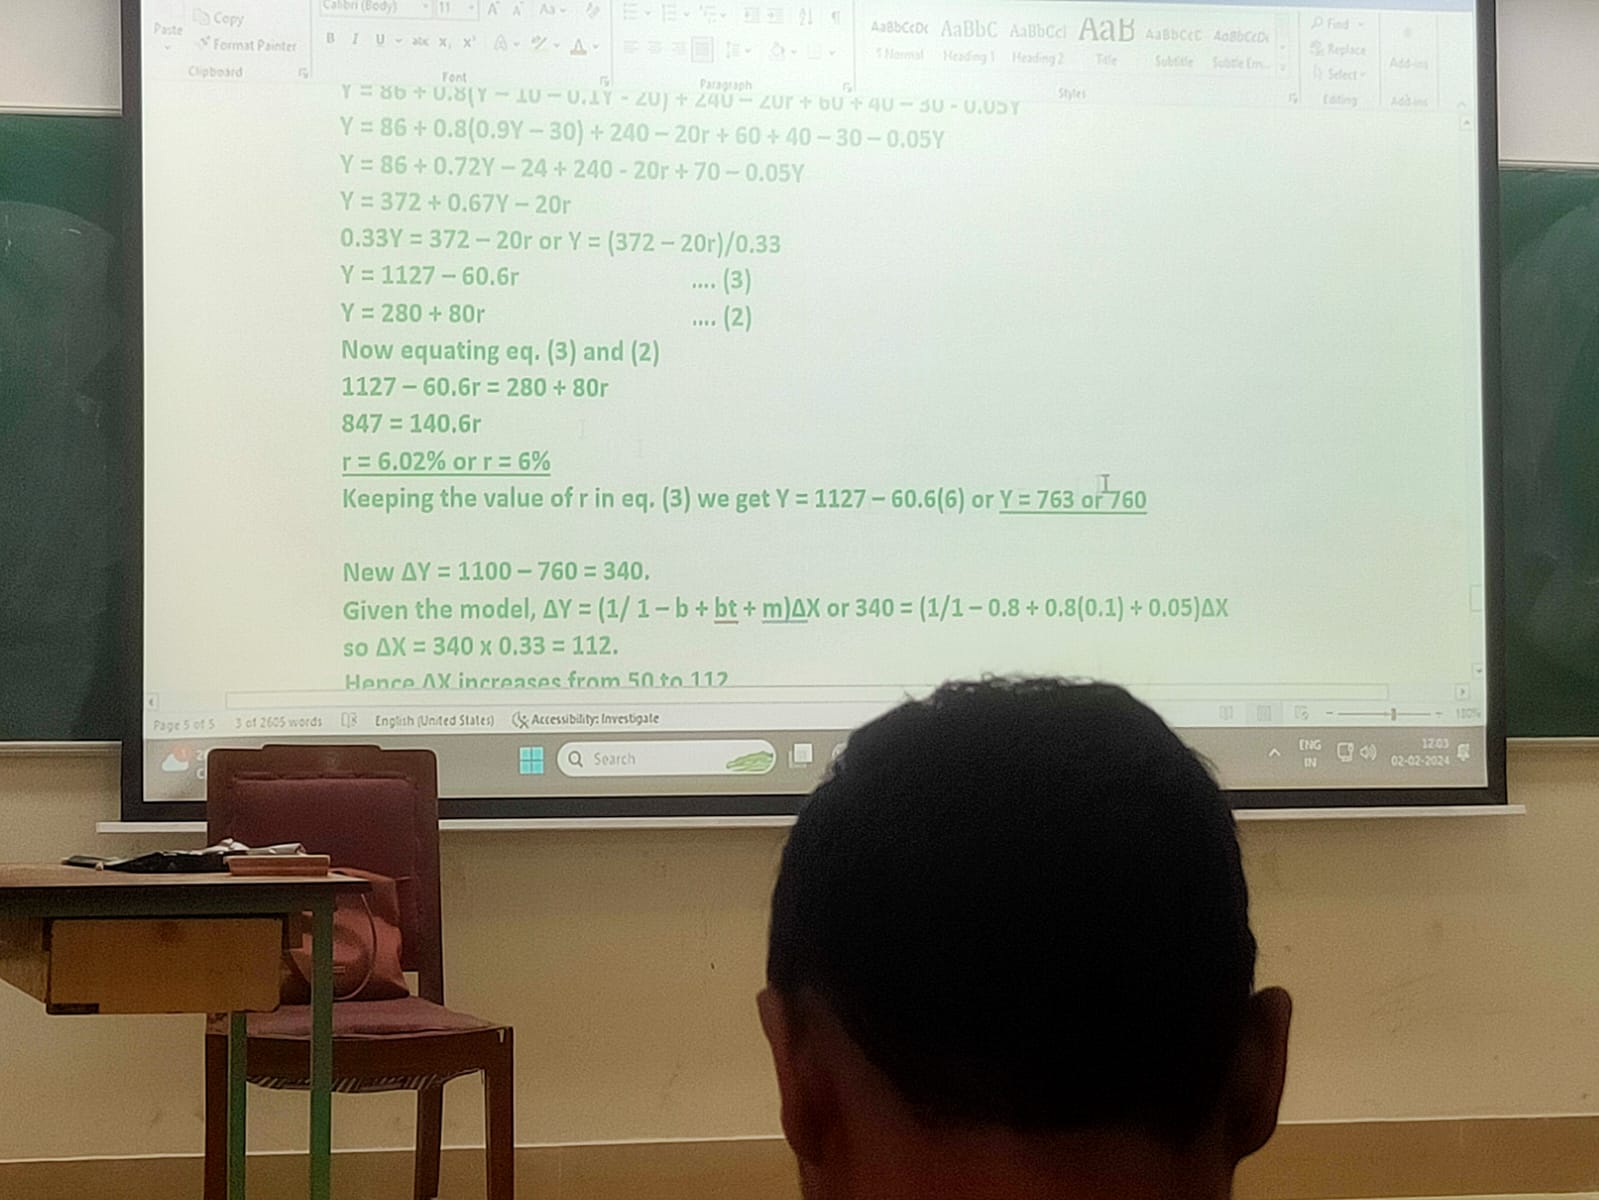 Paste
Copy
Format Painter
Clipboard
Calibri (Body) 11
B I U abc x, x²
Font
Paragraph
AaBbCcDc AaBbC AaBbCcI AaB AaBbCcC AaBbCcDc
¶ Normal Heading 1 Heading 2 Title Subtitle Subtle Em...
Styles
Find
Replace
Select
Editing
Add-ins
Add-ins
Y = 86 + 0.8(Y – 10 – 0.1Y - 20) + 240 – 20r + 60 + 40 – 30 - 0.05Y
Y = 86 + 0.8(0.9Y – 30) + 240 – 20r + 60 + 40 – 30 – 0.05Y
Y = 86 + 0.72Y – 24 + 240 - 20r + 70 – 0.05Y
Y = 372 + 0.67Y – 20r
0.33Y = 372 – 20r or Y = (372 – 20r)/0.33
Y = 1127 – 60.6r .... (3)
Y = 280 + 80r .... (2)
Now equating eq. (3) and (2)
1127 – 60.6r = 280 + 80r
847 = 140.6r
r = 6.02% or r = 6%
Keeping the value of r in eq. (3) we get Y = 1127 – 60.6(6) or Y = 763 or 760
New ΔY = 1100 – 760 = 340.
Given the model, ΔY = (1/ 1 – b + bt + m)ΔX or 340 = (1/1 – 0.8 + 0.8(0.1) + 0.05)ΔX
so ΔX = 340 x 0.33 = 112.
Hence ΔX increases from 50 to 112
Page 5 of 5 3 of 2605 words English (United States) Accessibility: Investigate
Search
ENG
IN
12:03
02-02-2024